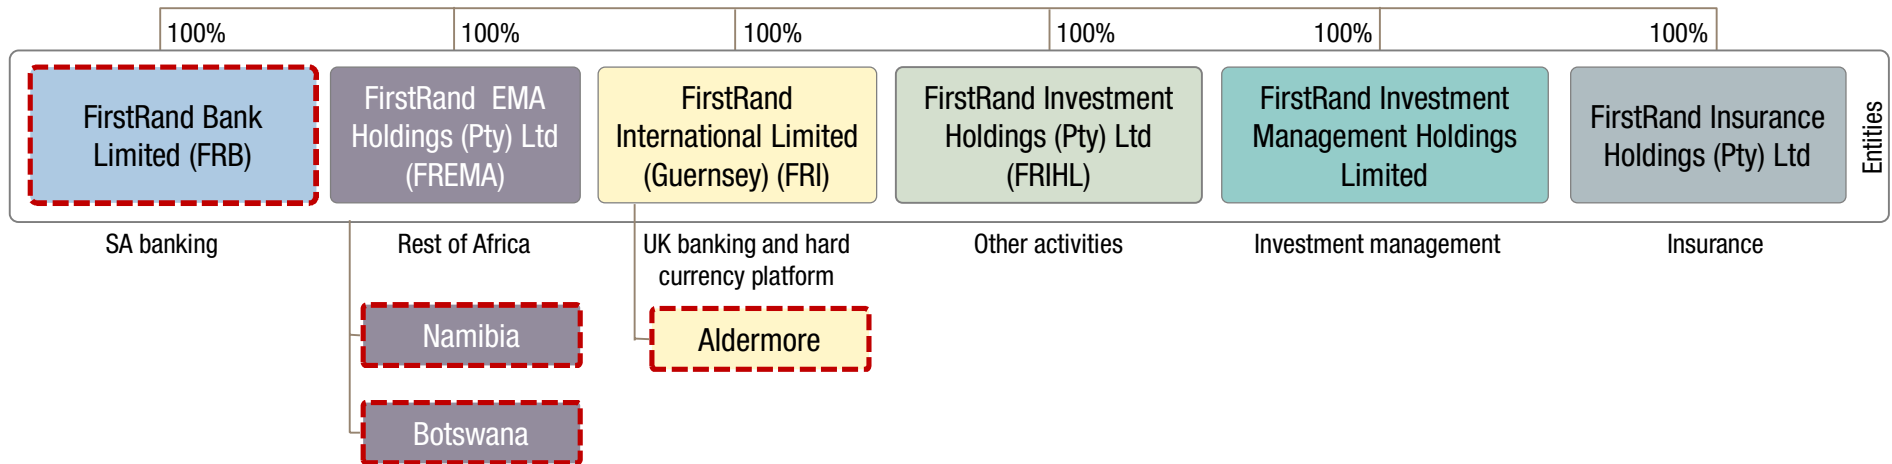 100%
100%
100%
100%
100%
100%
FirstRand Bank
Limited (FRB)
FirstRand EMA
Holdings (Pty) Ltd
(FREMA)
FirstRand
International Limited
(Guernsey) (FRI)
FirstRand Investment
Holdings (Pty) Ltd
(FRIHL)
FirstRand Investment
Management Holdings
Limited
FirstRand Insurance
Holdings (Pty) Ltd
Entities
SA banking
Rest of Africa
UK banking and hard
currency platform
Other activities
Investment management
Insurance
Namibia
Aldermore
Botswana